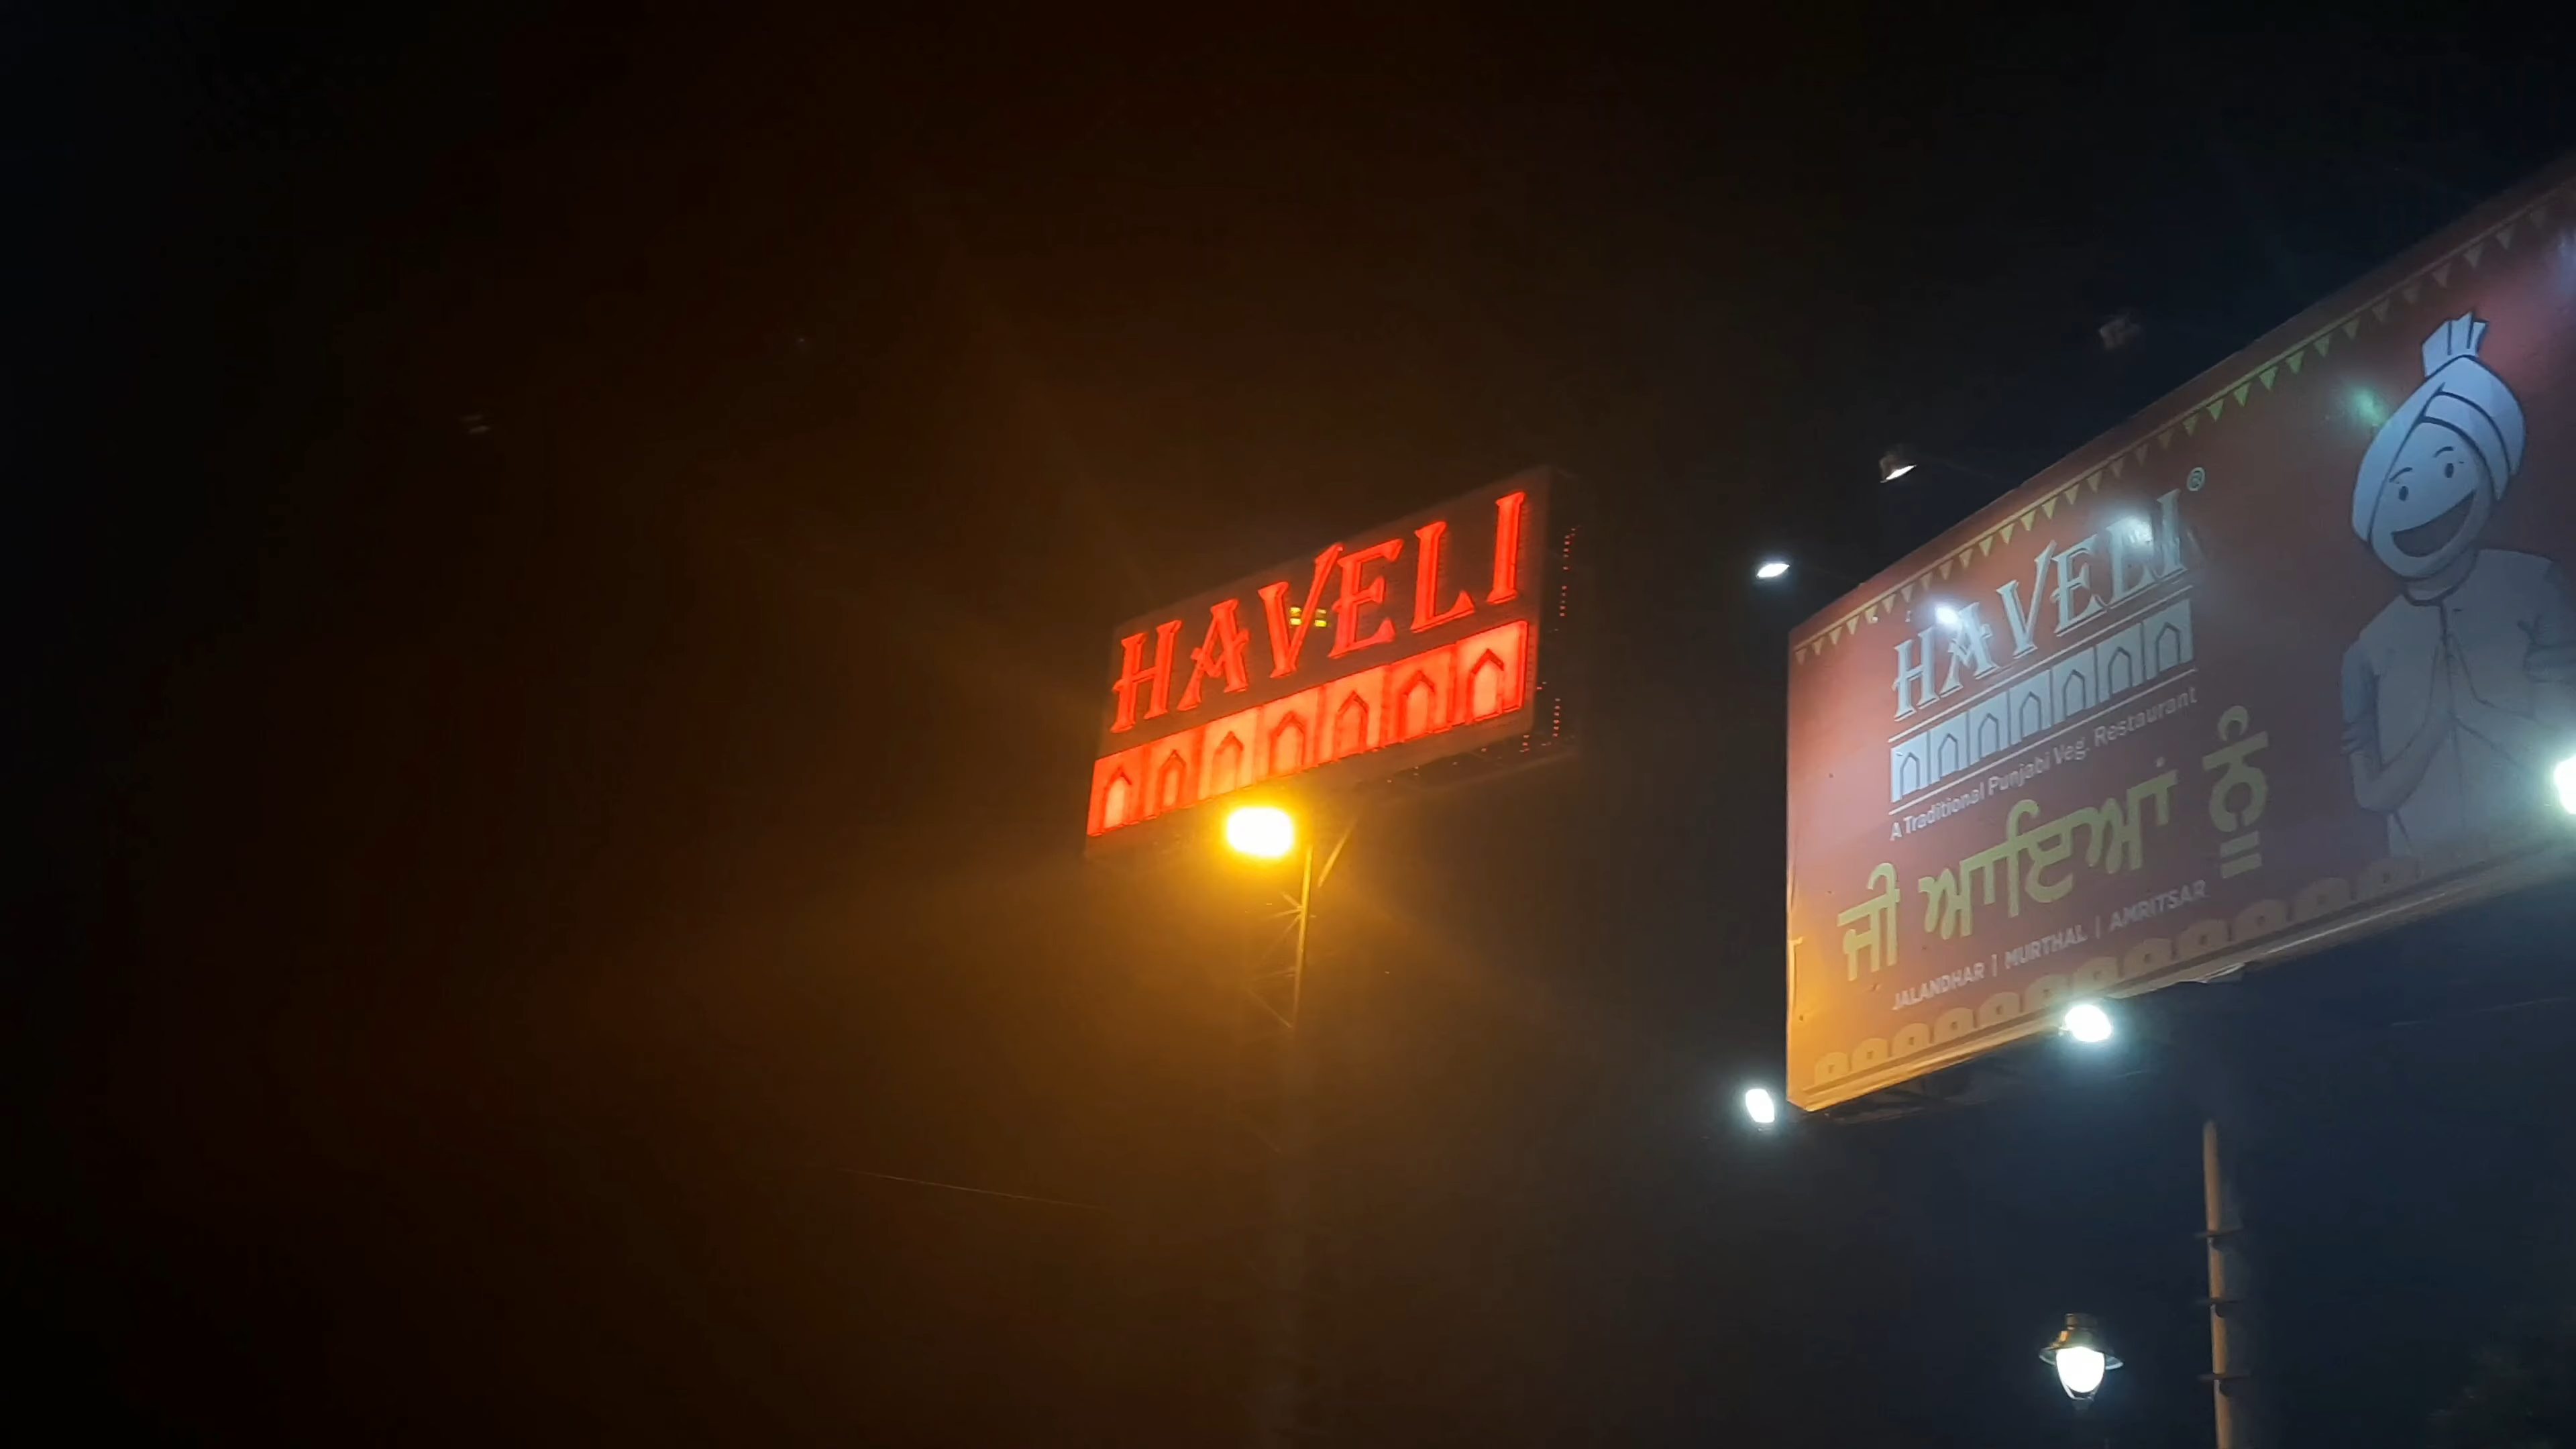 HAVELI
HAVELI®
A Traditional Punjabi Veg. Restaurant
ਜੀ ਆਇਆਂ ਨੂੰ
JALANDHAR | MURTHAL | AMRITSAR